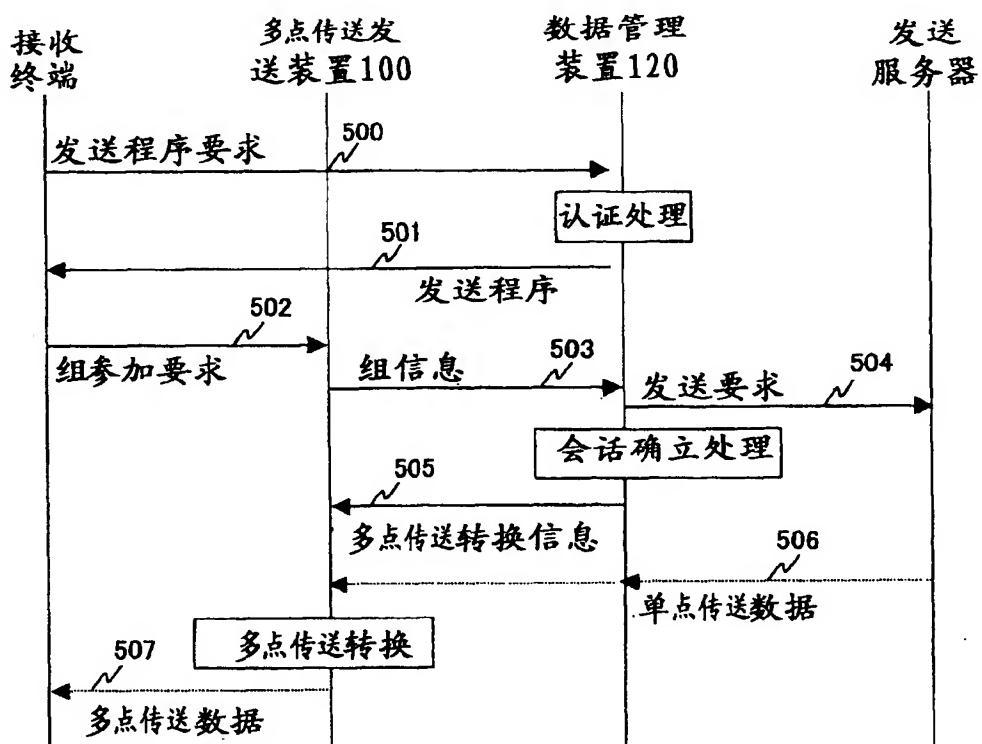 接收
终端
多点传送发
送装置100
数据管理
装置120
发送
服务器
发送程序要求
500
认证处理
501
发送程序
502
组参加要求
组信息
503
发送要求
504
会话确立处理
505
多点传送转换信息
506
单点传送数据
多点传送转换
507
多点传送数据